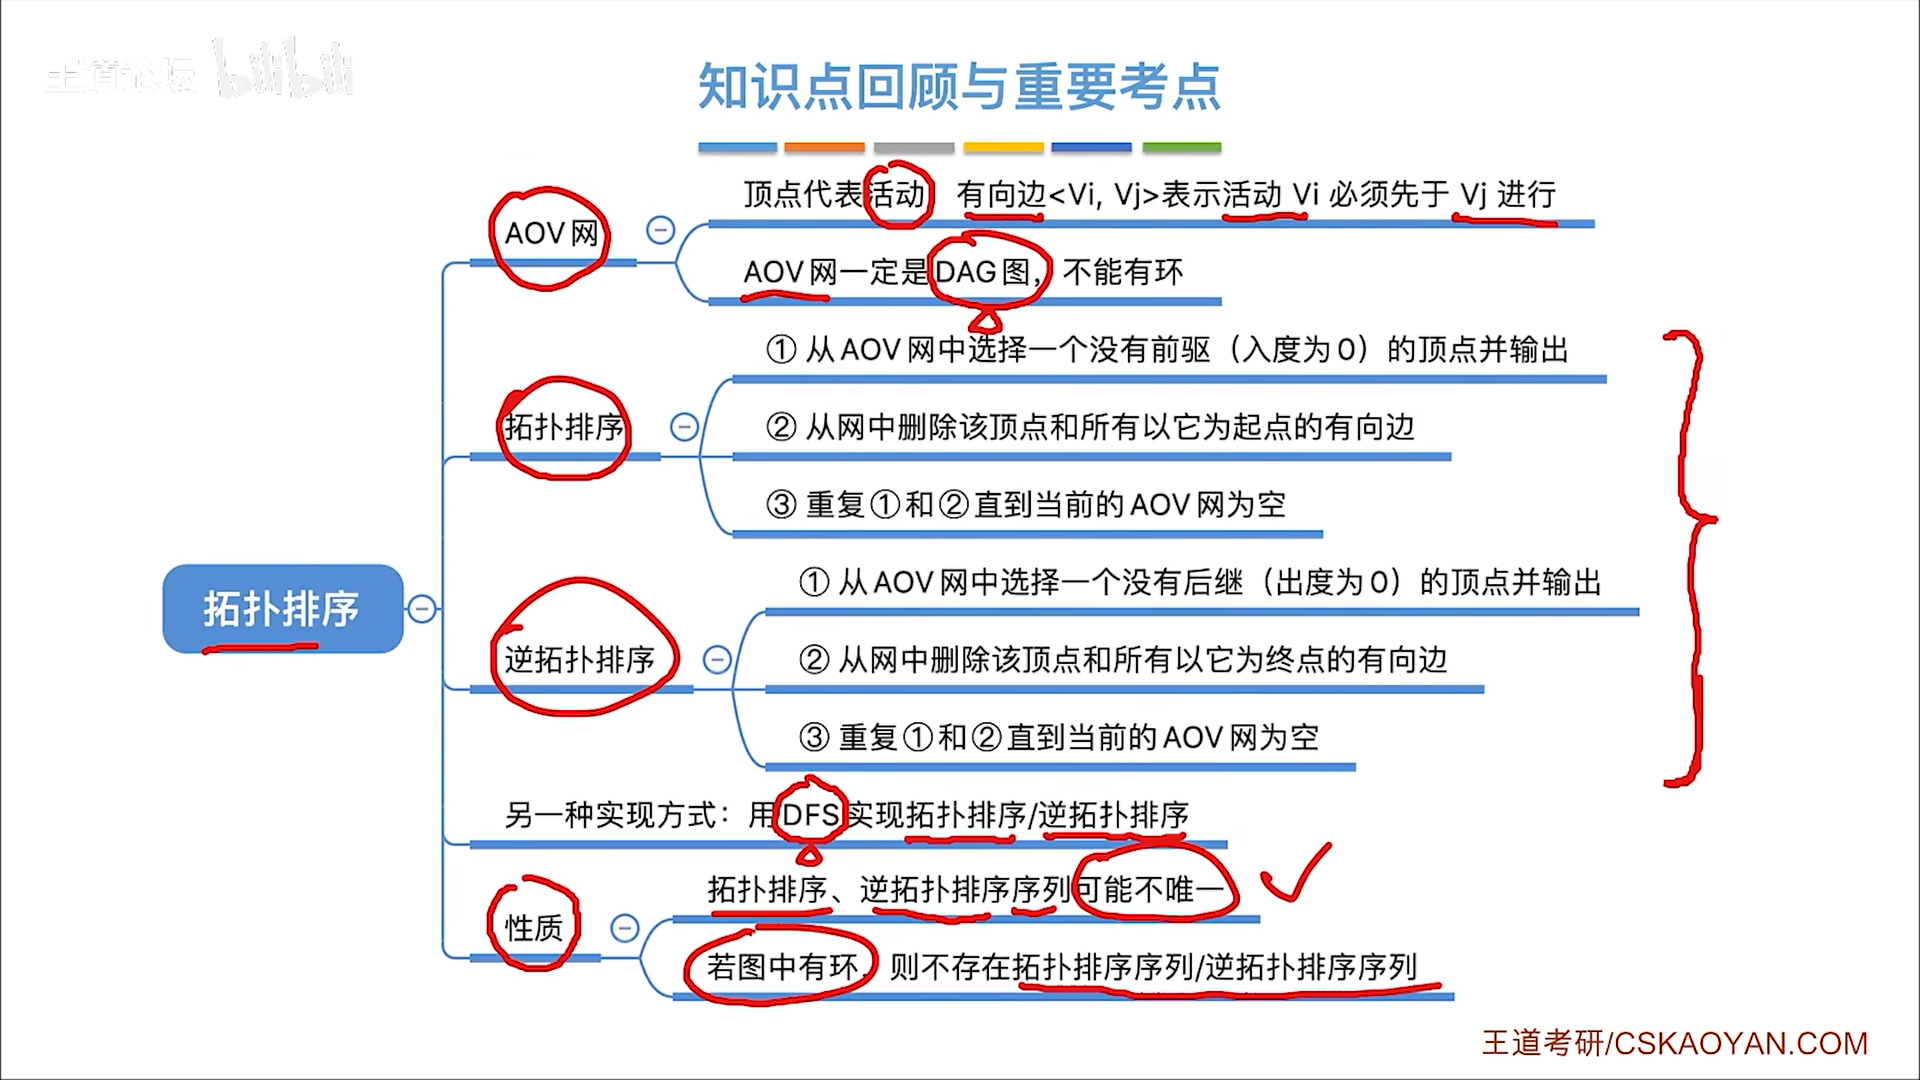 王道论坛 bilibili
知识点回顾与重要考点
顶点代表活动 有向边<Vi, Vj>表示活动 Vi 必须先于 Vj 进行
AOV网
AOV网一定是DAG图，不能有环
① 从AOV网中选择一个没有前驱（入度为0）的顶点并输出
拓扑排序
② 从网中删除该顶点和所有以它为起点的有向边
③ 重复①和②直到当前的AOV网为空
① 从AOV网中选择一个没有后继（出度为0）的顶点并输出
拓扑排序
逆拓扑排序
② 从网中删除该顶点和所有以它为终点的有向边
③ 重复①和②直到当前的AOV网为空
另一种实现方式：用DFS实现拓扑排序/逆拓扑排序
拓扑排序、逆拓扑排序序列可能不唯一
性质
若图中有环，则不存在拓扑排序序列/逆拓扑排序序列
王道考研/CSKAOYAN.COM